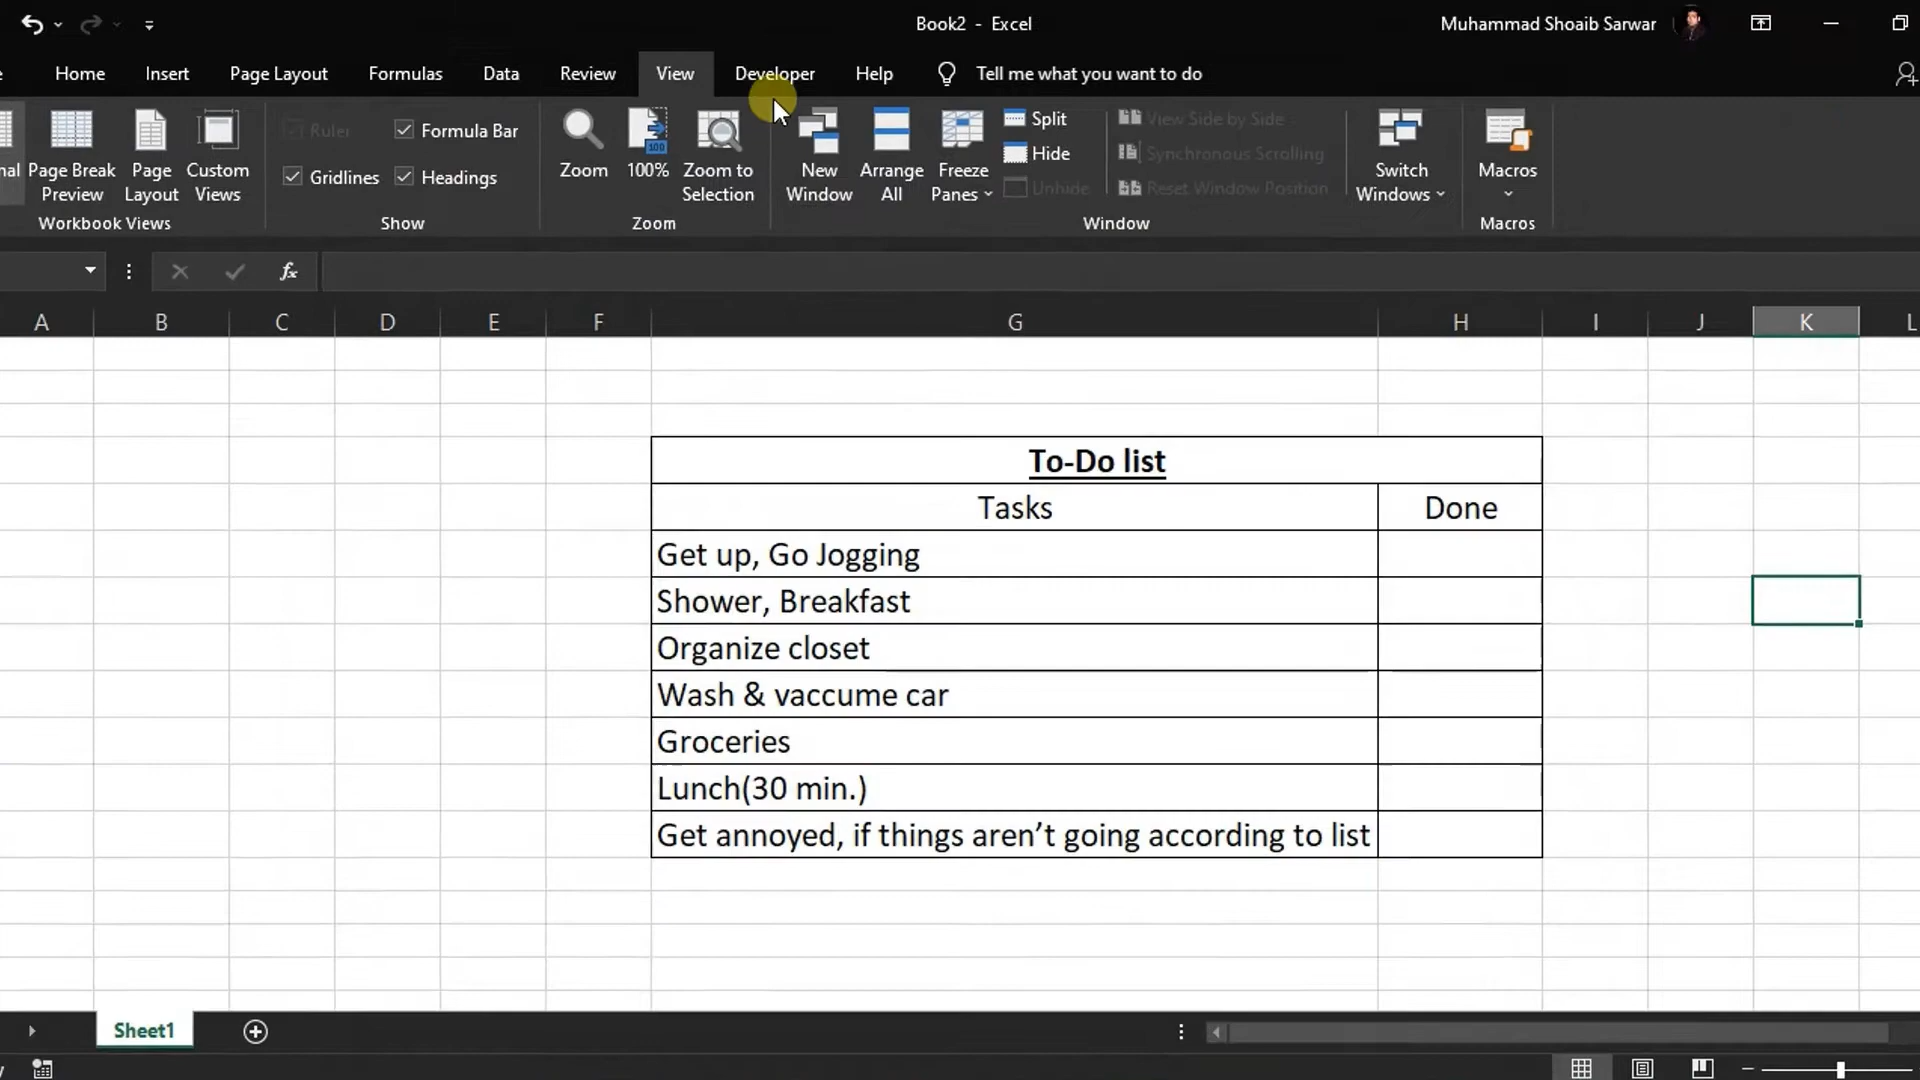 Book2 - Excel
Muhammad Shoaib Sarwar
Home Insert Page Layout Formulas Data Review View Developer Help Tell me what you want to do
Page Break Preview
Page Layout
Custom Views
Workbook Views
Ruler
Formula Bar
Gridlines
Headings
Show
Zoom
100%
Zoom to Selection
Zoom
New Window
Arrange All
Freeze Panes
Split
Hide
Unhide
View Side by Side
Synchronous Scrolling
Reset Window Position
Window
Switch Windows
Macros
Macros
fx
A B C D E F G H I J K L
To-Do list
Tasks Done
Get up, Go Jogging
Shower, Breakfast
Organize closet
Wash & vaccume car
Groceries
Lunch(30 min.)
Get annoyed, if things aren’t going according to list
Sheet1